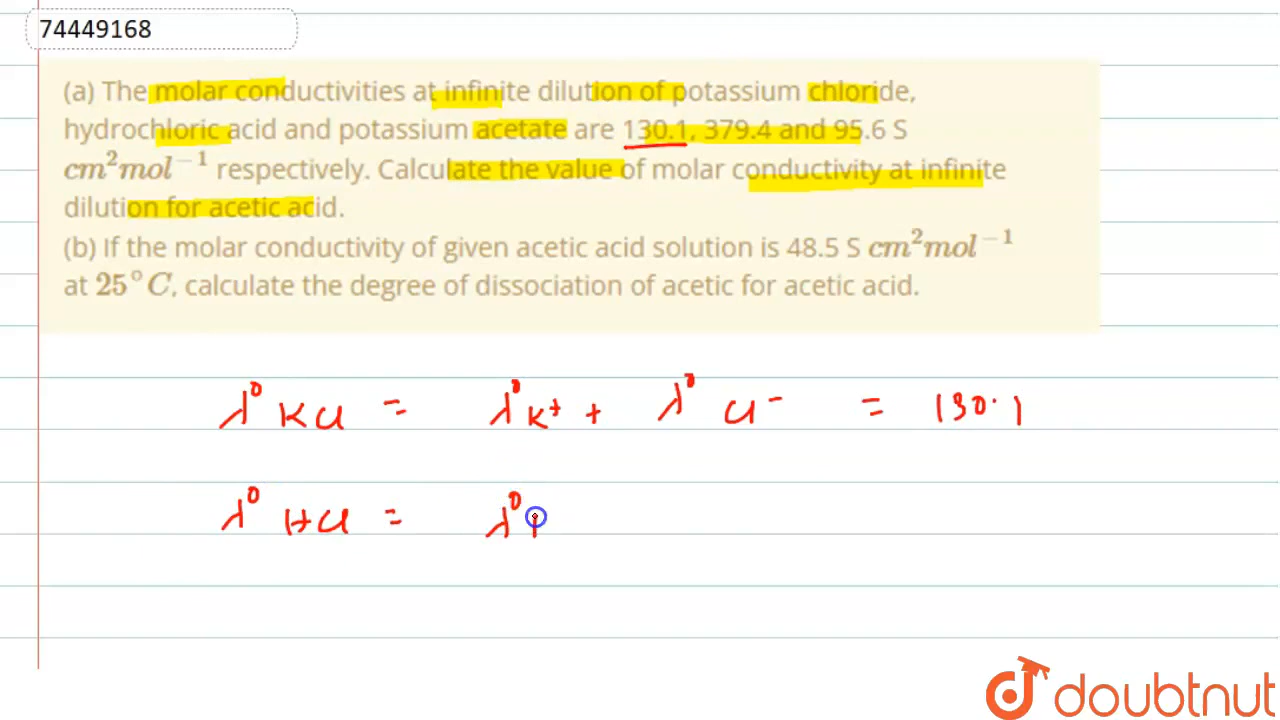 74449168
(a) The molar conductivities at infinite dilution of potassium chloride,
hydrochloric acid and potassium acetate are 130.1, 379.4 and 95.6 S
cm²mol⁻¹ respectively. Calculate the value of molar conductivity at infinite
dilution for acetic acid.
(b) If the molar conductivity of given acetic acid solution is 48.5 S cm²mol⁻¹
at 25°C, calculate the degree of dissociation of acetic for acetic acid.
λ⁰ KCl = λ⁰ K⁺ + λ⁰ Cl⁻ = 130.1
λ⁰ HCl = λ⁰
doubtnut